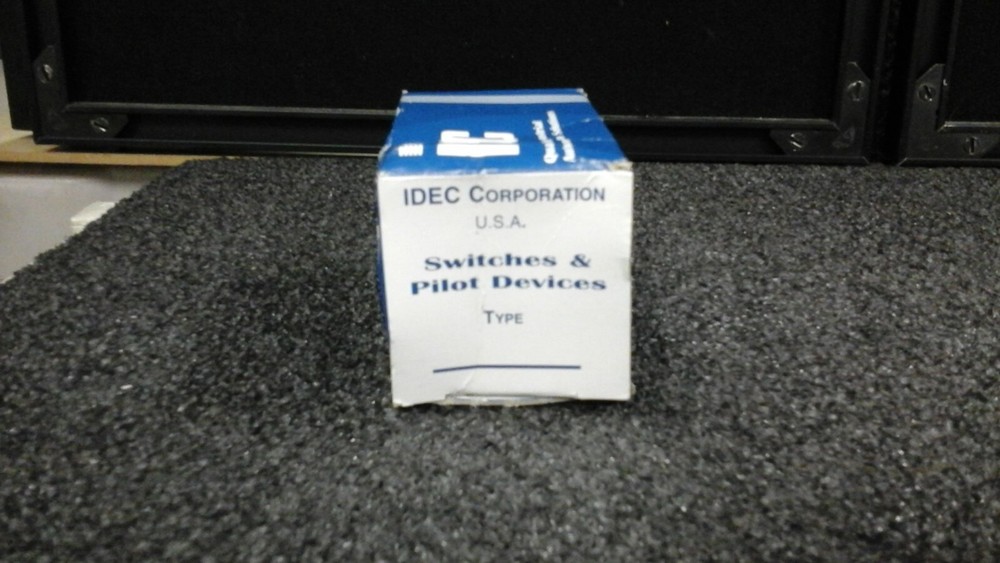 IDEC CORPORATION
U.S.A.
Switches &
Pilot Devices
TYPE